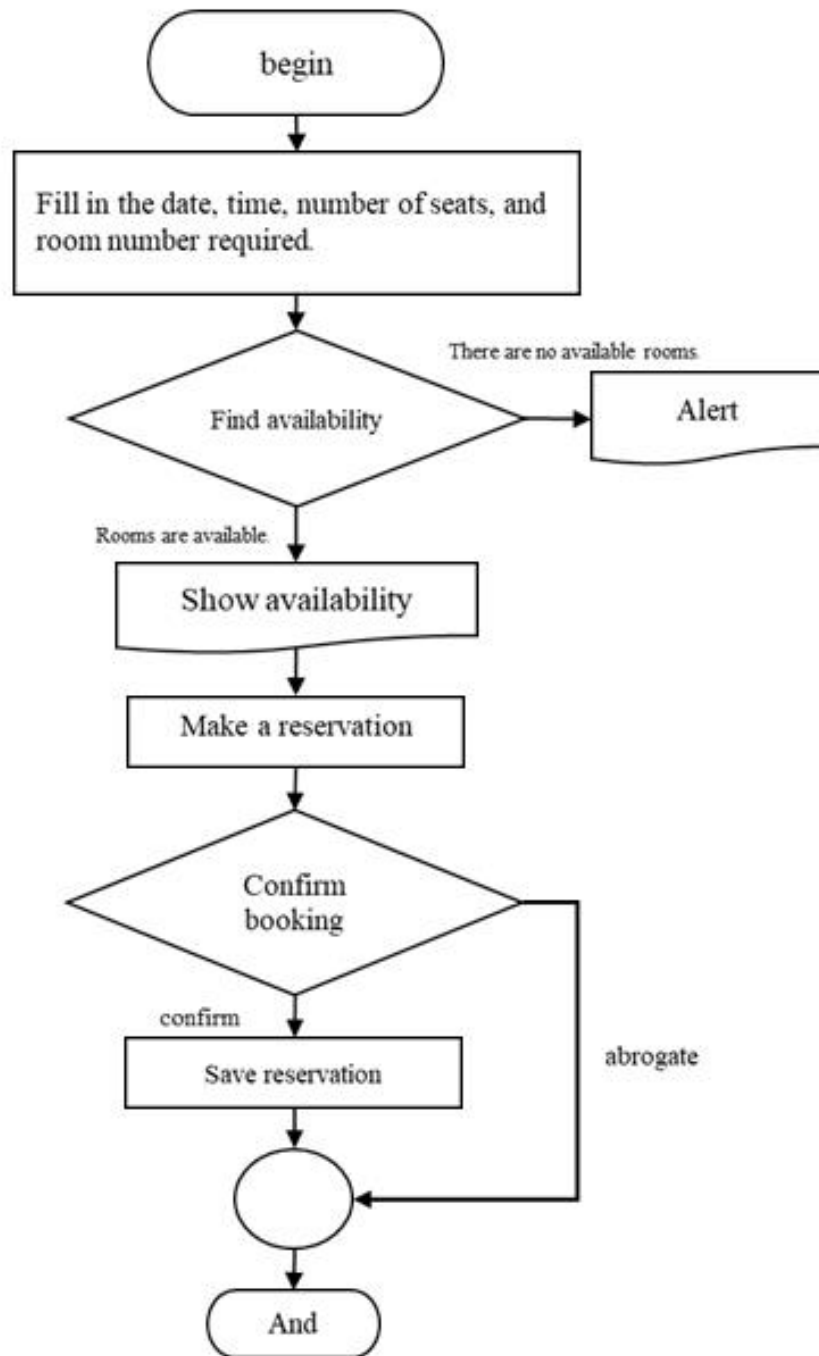 begin
Fill in the date, time, number of seats, and
room number required.
There are no available rooms.
Find availability
Alert
Rooms are available.
Show availability
Make a reservation
Confirm
booking
confirm
abrogate
Save reservation
And